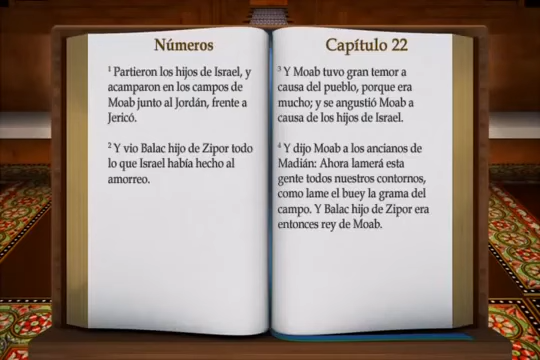 Números
¹ Partieron los hijos de Israel, y
acamparon en los campos de
Moab junto al Jordán, frente a
Jericó.
² Y vio Balac hijo de Zipor todo
lo que Israel había hecho al
amorreo.
Capítulo 22
³ Y Moab tuvo gran temor a
causa del pueblo, porque era
mucho; y se angustió Moab a
causa de los hijos de Israel.
⁴ Y dijo Moab a los ancianos de
Madián: Ahora lamerá esta
gente todos nuestros contornos,
como lame el buey la grama del
campo. Y Balac hijo de Zipor era
entonces rey de Moab.